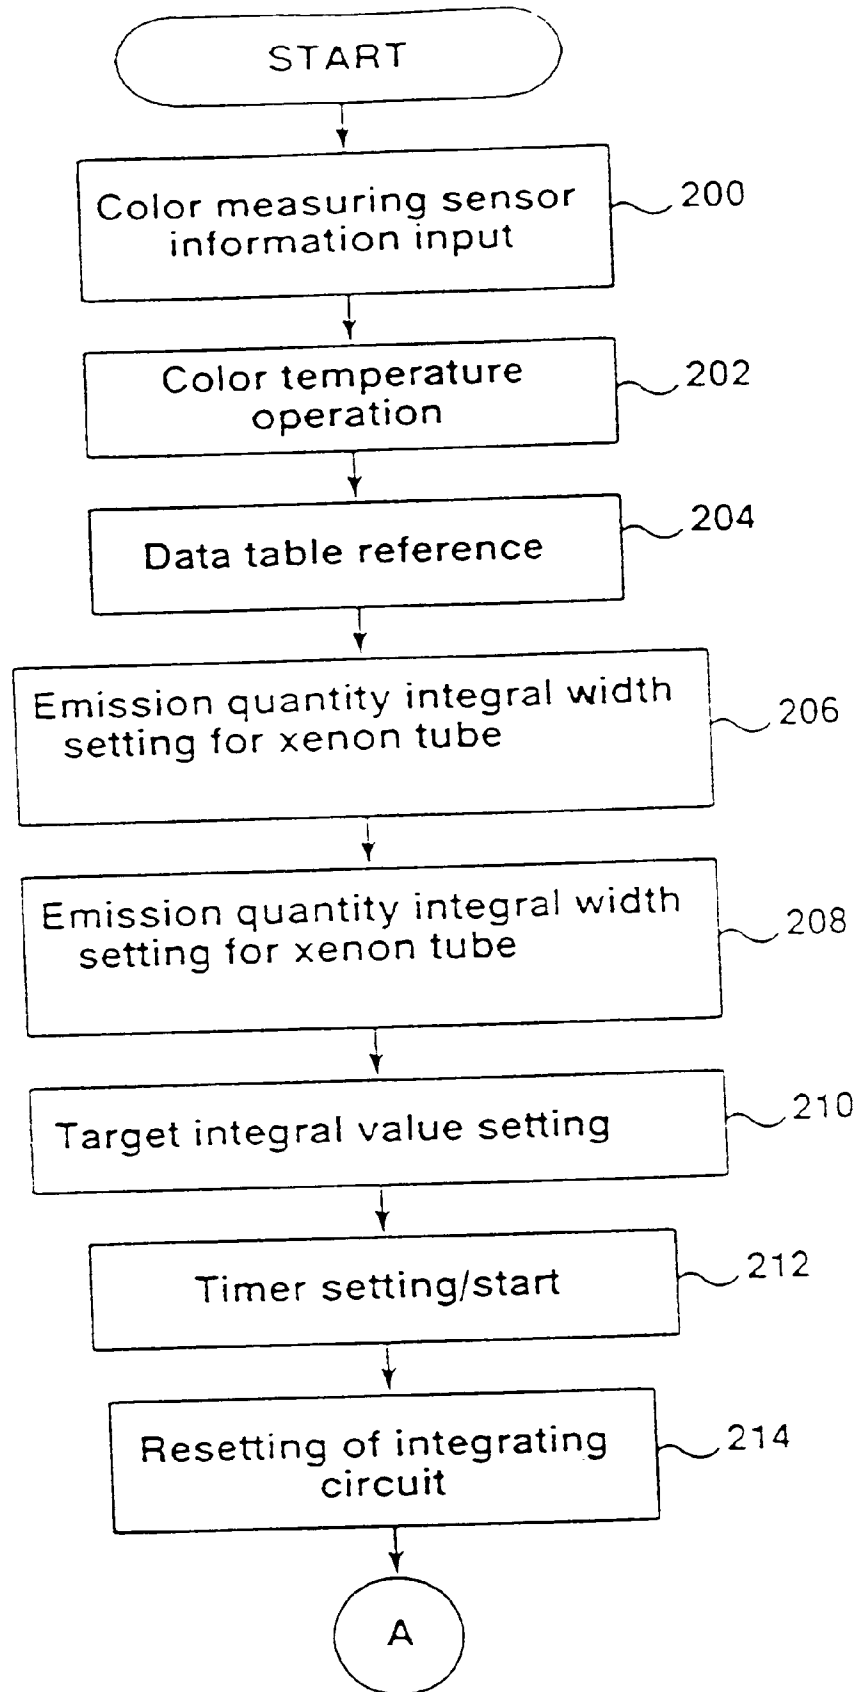 START
Color measuring sensor
information input
200
Color temperature
operation
202
Data table reference
204
Emission quantity integral width
setting for xenon tube
206
Emission quantity integral width
setting for xenon tube
208
Target integral value setting
210
Timer setting/start
212
Resetting of integrating
circuit
214
A